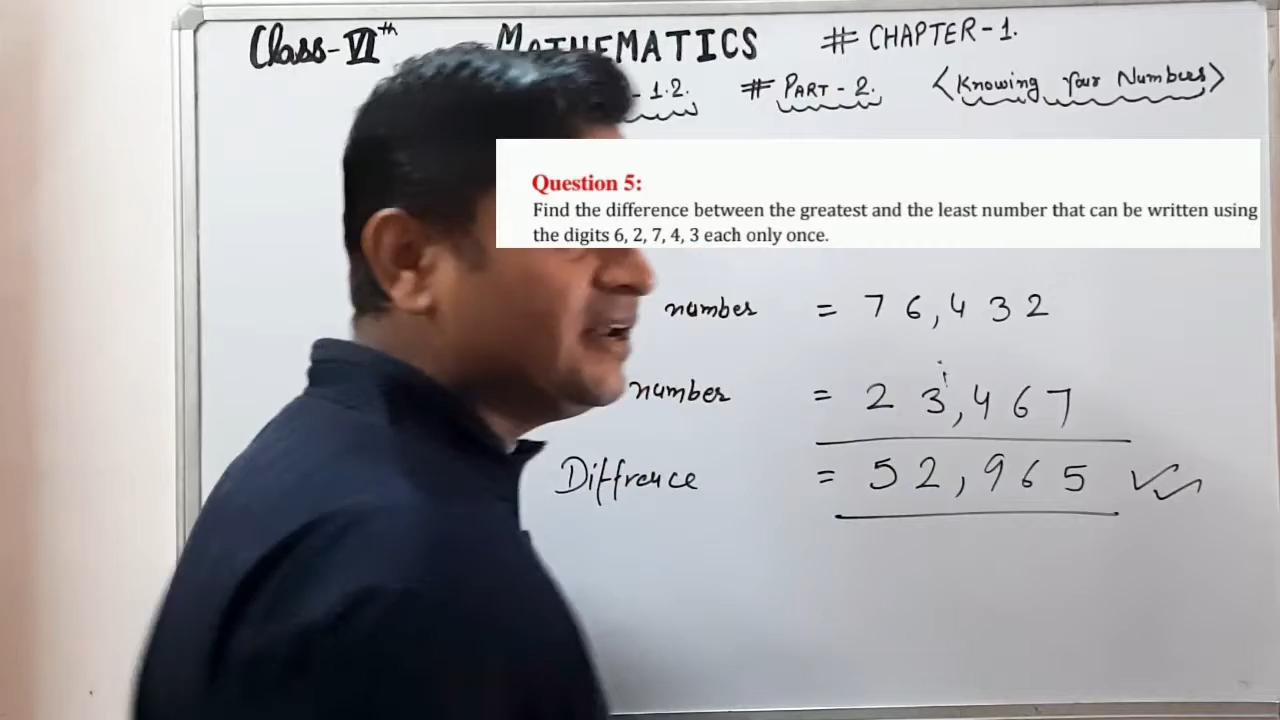 Class-VIth MATHEMATICS # CHAPTER-1.
- 1.2. # PART - 2. <Knowing Your Numbers>
Question 5:
Find the difference between the greatest and the least number that can be written using
the digits 6, 2, 7, 4, 3 each only once.
number = 76,432
number = 23,467
Diffrence = 52,965